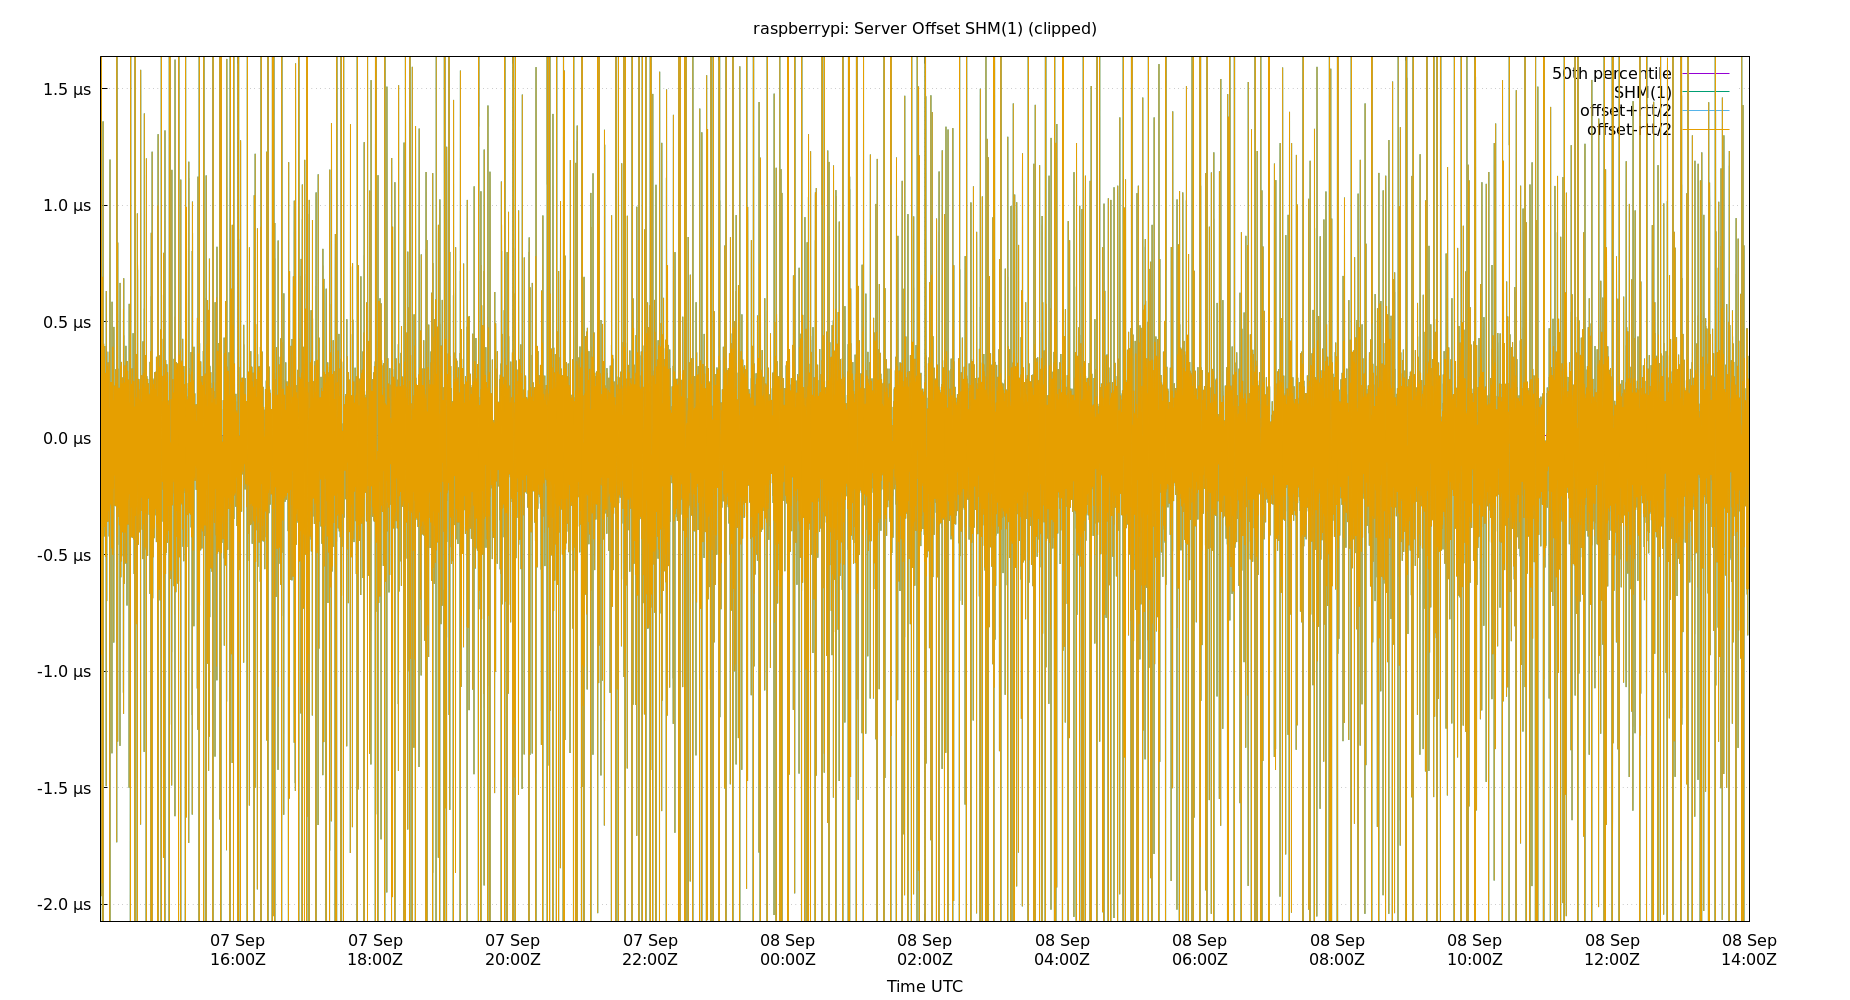 raspberrypi: Server Offset SHM(1) (clipped)
50th percentile
SHM(1)
offset+rtt/2
offset-rtt/2
1.5 µs
1.0 µs
0.5 µs
0.0 µs
-0.5 µs
-1.0 µs
-1.5 µs
-2.0 µs
07 Sep 07 Sep 07 Sep 07 Sep 08 Sep 08 Sep 08 Sep 08 Sep 08 Sep 08 Sep 08 Sep 08 Sep
16:00Z 18:00Z 20:00Z 22:00Z 00:00Z 02:00Z 04:00Z 06:00Z 08:00Z 10:00Z 12:00Z 14:00Z
Time UTC